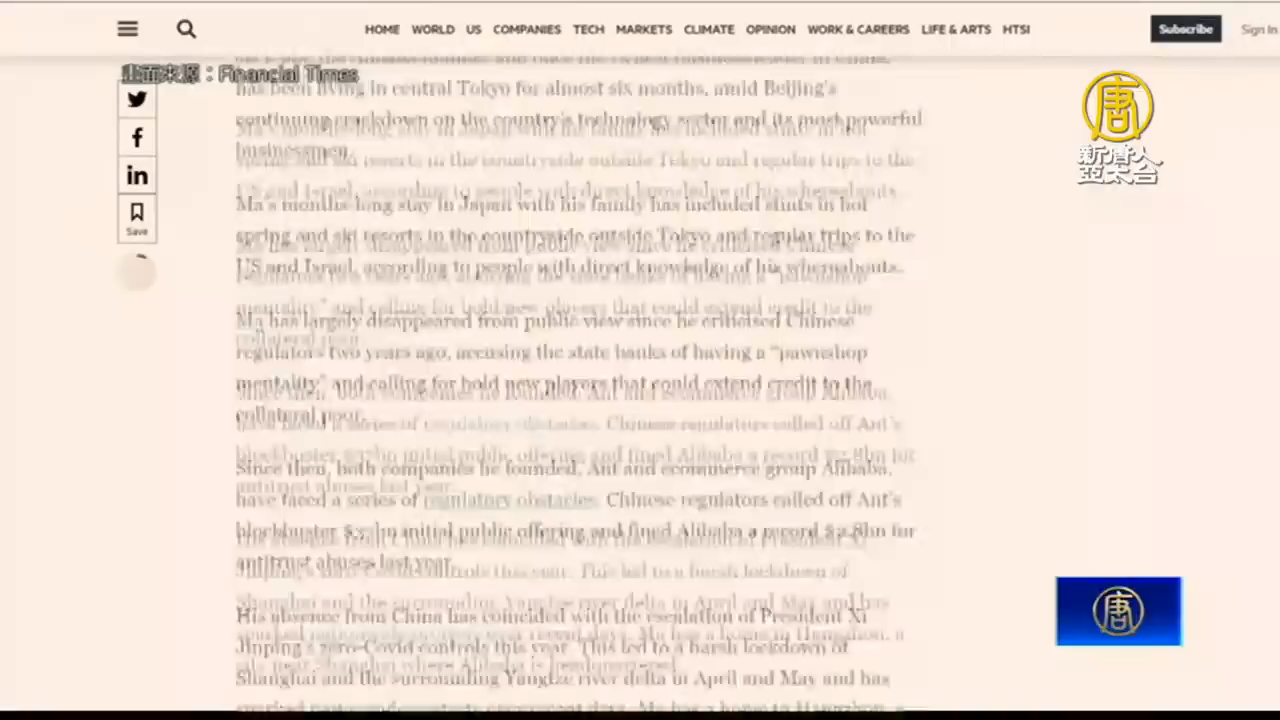 HOME WORLD US COMPANIES TECH MARKETS CLIMATE OPINION WORK & CAREERS LIFE & ARTS HTSI
Subscribe
Sign In
畫面來源：Financial Times
Save
has been living in central Tokyo for almost six months, amid Beijing's
continuing crackdown on the country's technology sector and its most powerful
businessmen.
Ma's months-long stay in Japan with his family has included stints in hot
spring and ski resorts in the countryside outside Tokyo and regular trips to the
US and Israel, according to people with direct knowledge of his whereabouts.
Ma has largely disappeared from public view since he criticised Chinese
regulators two years ago, accusing the state banks of having a “pawnshop
mentality” and calling for bold new players that could extend credit to the
collateral poor.
Since then, both companies he founded, Ant and ecommerce group Alibaba,
have faced a series of regulatory obstacles. Chinese regulators called off Ant's
blockbuster initial public offering and fined Alibaba a record $2.8bn for
antitrust abuses last year.
His absence from China has coincided with the escalation of President Xi
Jinping's zero-Covid controls this year. This led to a harsh lockdown of
Shanghai and the surrounding Yangtze river delta in April and May and has
Ma has a home in Hangzhou, a
唐
新唐人
亞太台
唐